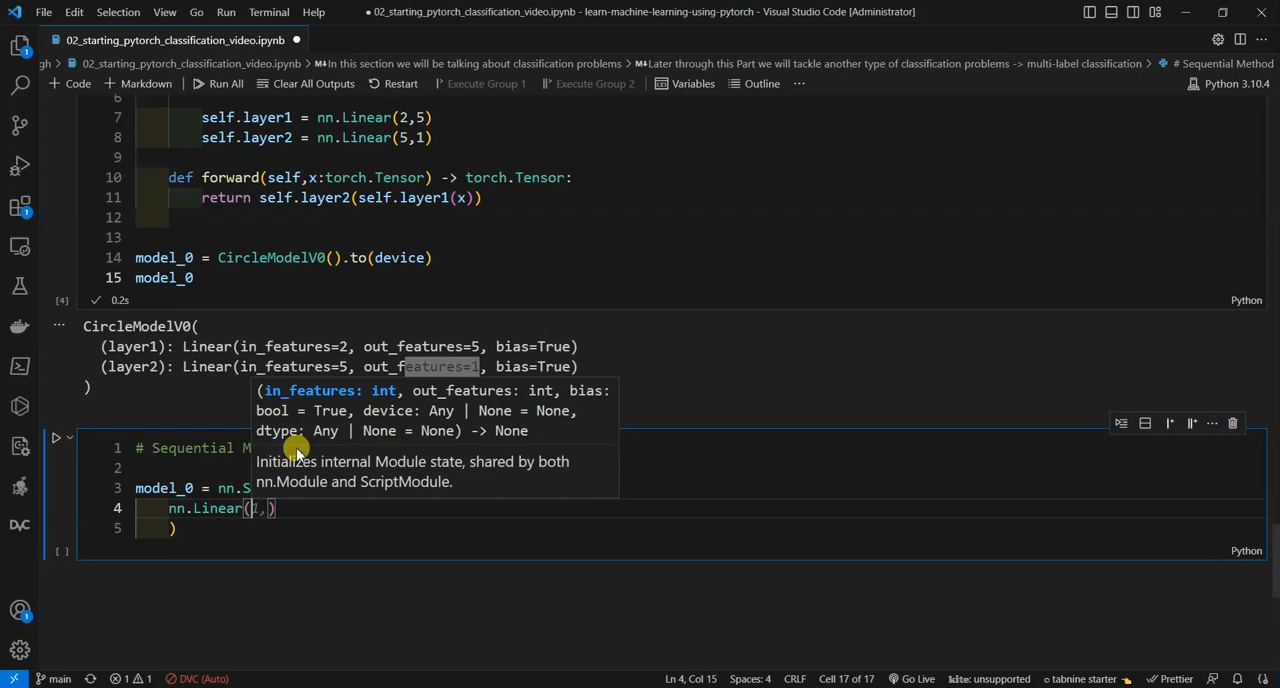 File Edit Selection View Go Run Terminal Help
• 02_starting_pytorch_classification_video.ipynb - learn-machine-learning-using-pytorch - Visual Studio Code [Administrator]
02_starting_pytorch_classification_video.ipynb ●
gh > 02_starting_pytorch_classification_video.ipynb > M↓In this section we will be talking about classification problems > M↓Later through this Part we will tackle another type of classification problems -> multi-label classification > # Sequential Method
+ Code + Markdown Run All Clear All Outputs Restart Execute Group 1 Execute Group 2 Variables Outline ... Python 3.10.4
6
7 self.layer1 = nn.Linear(2,5)
8 self.layer2 = nn.Linear(5,1)
9
10 def forward(self,x:torch.Tensor) -> torch.Tensor:
11 return self.layer2(self.layer1(x))
12
13
14 model_0 = CircleModelV0().to(device)
15 model_0
[4] ✓ 0.2s Python
... CircleModelV0(
(layer1): Linear(in_features=2, out_features=5, bias=True)
(layer2): Linear(in_features=5, out_features=1, bias=True)
)
(in_features: int, out_features: int, bias:
bool = True, device: Any | None = None,
dtype: Any | None = None) -> None
Initializes internal Module state, shared by both
nn.Module and ScriptModule.
1 # Sequential M
2
3 model_0 = nn.S
4 nn.Linear(1,)
5 )
[ ] Python
DVC
main 1 1 DVC (Auto) Ln 4, Col 15 Spaces: 4 CRLF Cell 17 of 17 Go Live kite: unsupported tabnine starter Prettier